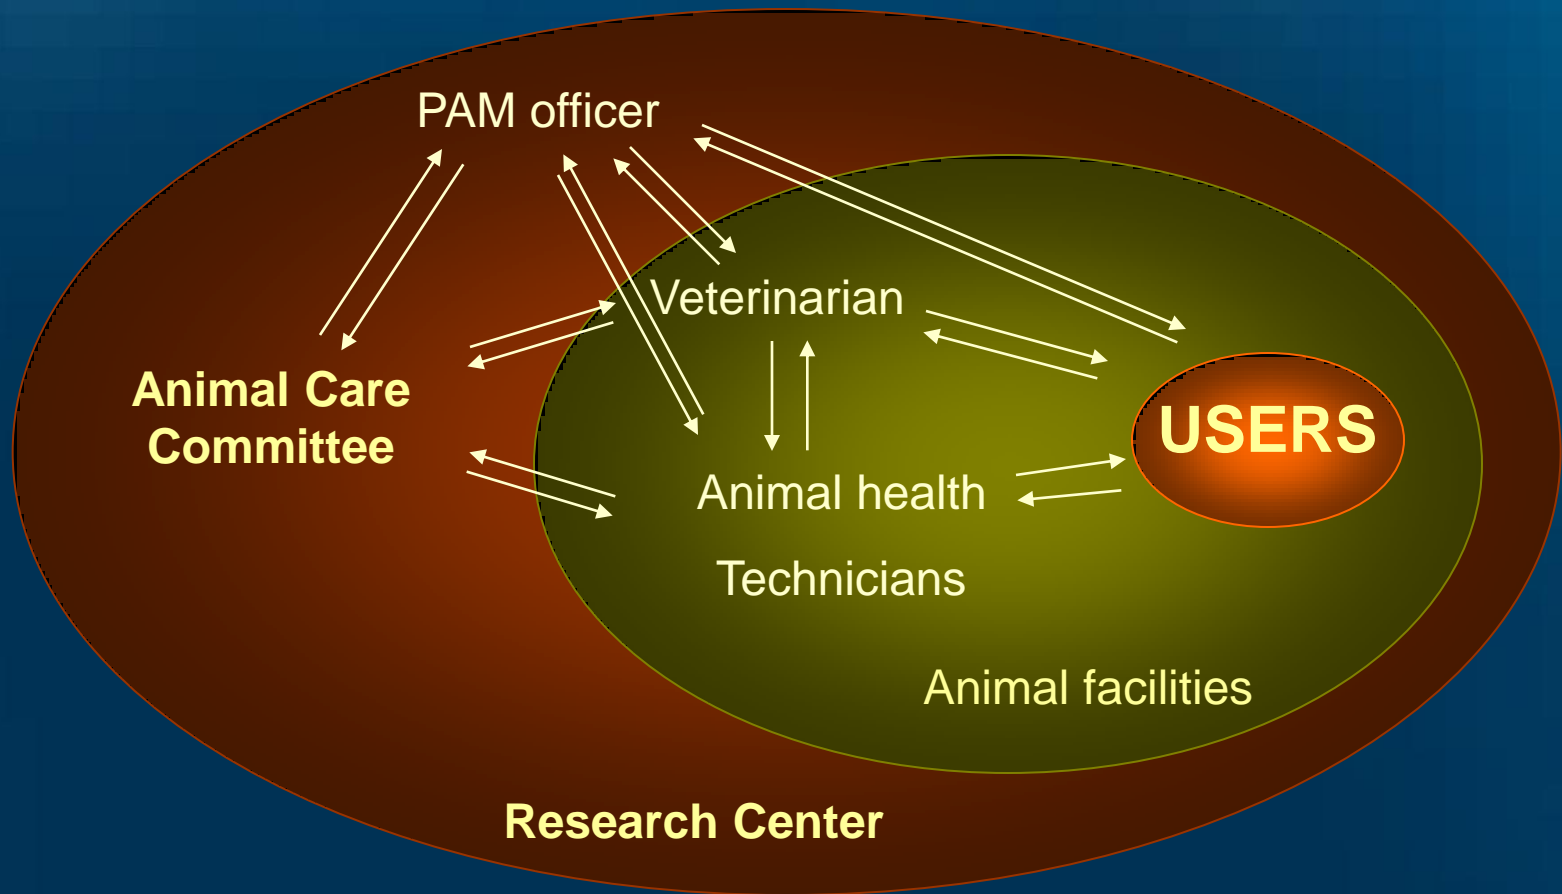 PAM officer
Veterinarian
Animal Care
Committee
USERS
Animal health
Technicians
Animal facilities
Research Center